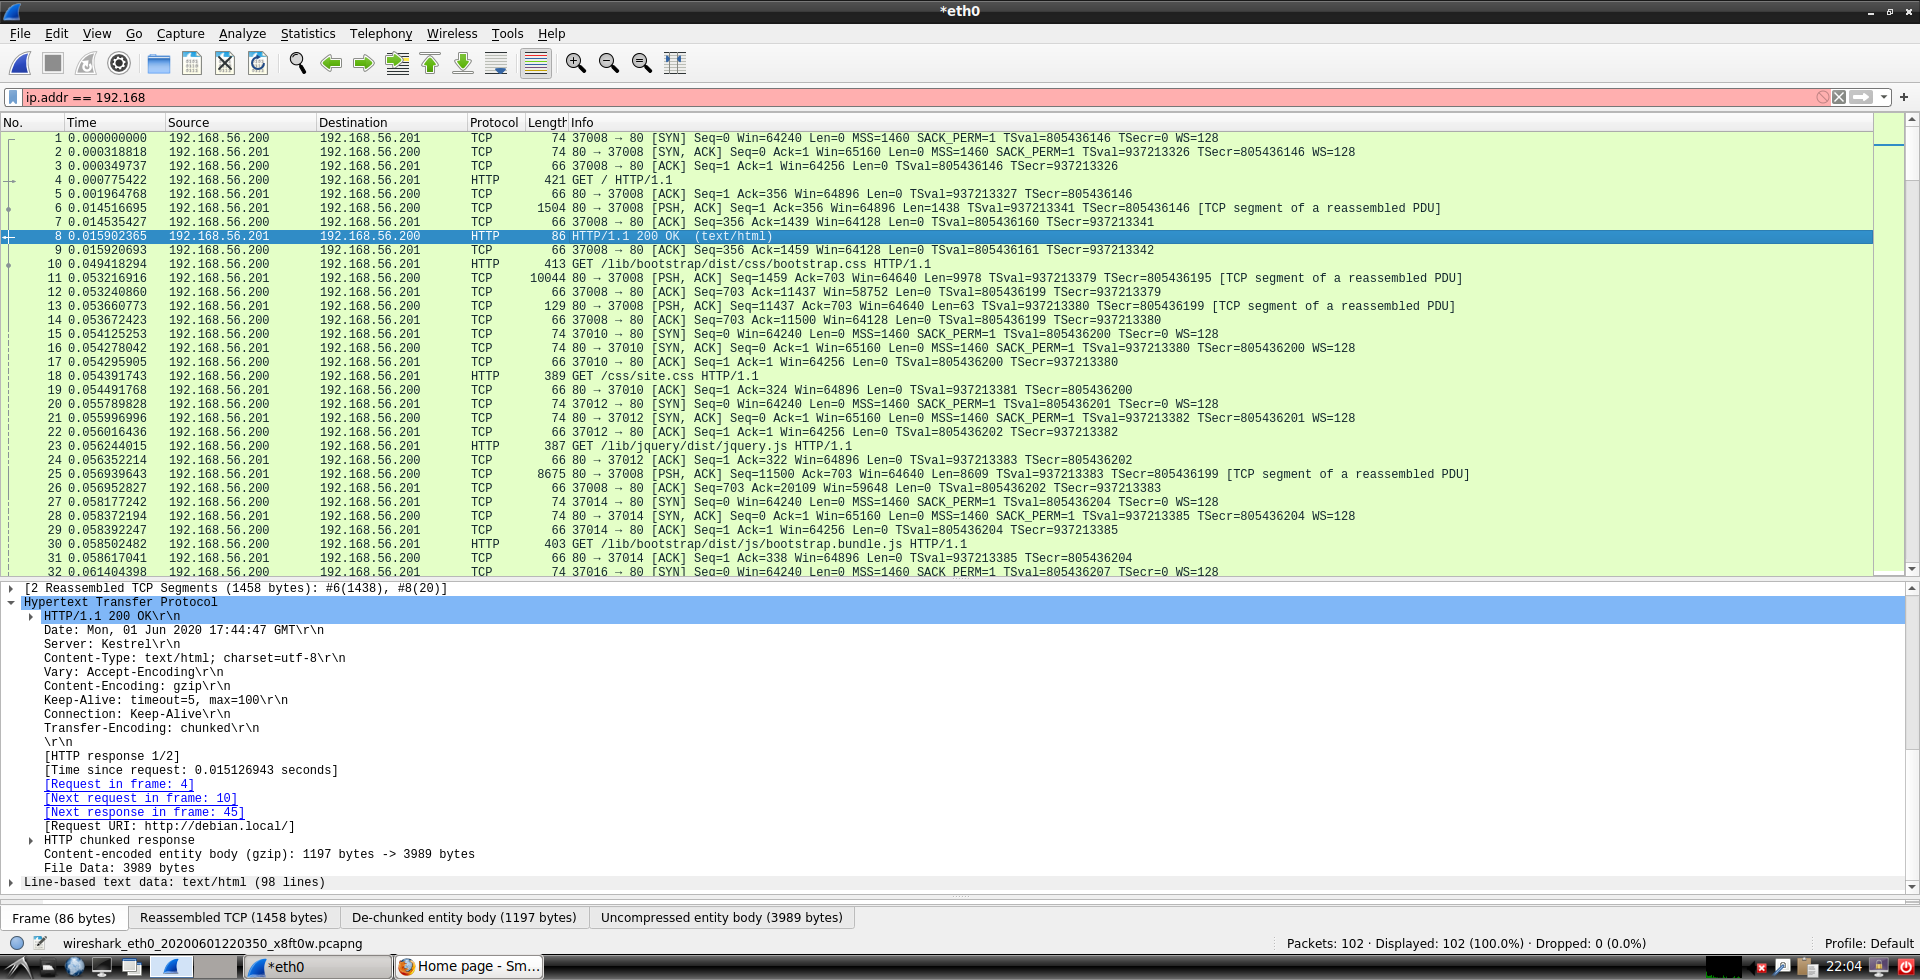 *eth0
File Edit View Go Capture Analyze Statistics Telephony Wireless Tools Help
ip.addr == 192.168
No. Time Source Destination Protocol Length Info
1 0.000000000 192.168.56.200 192.168.56.201 TCP 74 37008 → 80 [SYN] Seq=0 Win=64240 Len=0 MSS=1460 SACK_PERM=1 TSval=805436146 TSecr=0 WS=128
2 0.000318818 192.168.56.201 192.168.56.200 TCP 74 80 → 37008 [SYN, ACK] Seq=0 Ack=1 Win=65160 Len=0 MSS=1460 SACK_PERM=1 TSval=937213326 TSecr=805436146 WS=128
3 0.000349737 192.168.56.200 192.168.56.201 TCP 66 37008 → 80 [ACK] Seq=1 Ack=1 Win=64256 Len=0 TSval=805436146 TSecr=937213326
4 0.000775422 192.168.56.200 192.168.56.201 HTTP 421 GET / HTTP/1.1
5 0.001964768 192.168.56.201 192.168.56.200 TCP 66 80 → 37008 [ACK] Seq=1 Ack=356 Win=64896 Len=0 TSval=937213327 TSecr=805436146
6 0.014516695 192.168.56.201 192.168.56.200 TCP 1504 80 → 37008 [PSH, ACK] Seq=1 Ack=356 Win=64896 Len=1438 TSval=937213341 TSecr=805436146 [TCP segment of a reassembled PDU]
7 0.014535427 192.168.56.200 192.168.56.201 TCP 66 37008 → 80 [ACK] Seq=356 Ack=1439 Win=64128 Len=0 TSval=805436160 TSecr=937213341
8 0.015902365 192.168.56.201 192.168.56.200 HTTP 86 HTTP/1.1 200 OK (text/html)
9 0.015920693 192.168.56.200 192.168.56.201 TCP 66 37008 → 80 [ACK] Seq=356 Ack=1459 Win=64128 Len=0 TSval=805436161 TSecr=937213342
10 0.049418294 192.168.56.200 192.168.56.201 HTTP 413 GET /lib/bootstrap/dist/css/bootstrap.css HTTP/1.1
11 0.053216916 192.168.56.201 192.168.56.200 TCP 10044 80 → 37008 [PSH, ACK] Seq=1459 Ack=703 Win=64640 Len=9978 TSval=937213379 TSecr=805436195 [TCP segment of a reassembled PDU]
12 0.053240860 192.168.56.200 192.168.56.201 TCP 66 37008 → 80 [ACK] Seq=703 Ack=11437 Win=58752 Len=0 TSval=805436199 TSecr=937213379
13 0.053660773 192.168.56.201 192.168.56.200 TCP 129 80 → 37008 [PSH, ACK] Seq=11437 Ack=703 Win=64640 Len=63 TSval=937213380 TSecr=805436199 [TCP segment of a reassembled PDU]
14 0.053672423 192.168.56.200 192.168.56.201 TCP 66 37008 → 80 [ACK] Seq=703 Ack=11500 Win=64128 Len=0 TSval=805436199 TSecr=937213380
15 0.054125253 192.168.56.200 192.168.56.201 TCP 74 37010 → 80 [SYN] Seq=0 Win=64240 Len=0 MSS=1460 SACK_PERM=1 TSval=805436200 TSecr=0 WS=128
16 0.054278042 192.168.56.201 192.168.56.200 TCP 74 80 → 37010 [SYN, ACK] Seq=0 Ack=1 Win=65160 Len=0 MSS=1460 SACK_PERM=1 TSval=937213380 TSecr=805436200 WS=128
17 0.054295905 192.168.56.200 192.168.56.201 TCP 66 37010 → 80 [ACK] Seq=1 Ack=1 Win=64256 Len=0 TSval=805436200 TSecr=937213380
18 0.054391743 192.168.56.200 192.168.56.201 HTTP 389 GET /css/site.css HTTP/1.1
19 0.054491768 192.168.56.201 192.168.56.200 TCP 66 80 → 37010 [ACK] Seq=1 Ack=324 Win=64896 Len=0 TSval=937213381 TSecr=805436200
20 0.055789828 192.168.56.200 192.168.56.201 TCP 74 37012 → 80 [SYN] Seq=0 Win=64240 Len=0 MSS=1460 SACK_PERM=1 TSval=805436201 TSecr=0 WS=128
21 0.055996996 192.168.56.201 192.168.56.200 TCP 74 80 → 37012 [SYN, ACK] Seq=0 Ack=1 Win=65160 Len=0 MSS=1460 SACK_PERM=1 TSval=937213382 TSecr=805436201 WS=128
22 0.056016436 192.168.56.200 192.168.56.201 TCP 66 37012 → 80 [ACK] Seq=1 Ack=1 Win=64256 Len=0 TSval=805436202 TSecr=937213382
23 0.056244015 192.168.56.200 192.168.56.201 HTTP 387 GET /lib/jquery/dist/jquery.js HTTP/1.1
24 0.056352214 192.168.56.201 192.168.56.200 TCP 66 80 → 37012 [ACK] Seq=1 Ack=322 Win=64896 Len=0 TSval=937213383 TSecr=805436202
25 0.056939643 192.168.56.201 192.168.56.200 TCP 8675 80 → 37008 [PSH, ACK] Seq=11500 Ack=703 Win=64640 Len=8609 TSval=937213383 TSecr=805436199 [TCP segment of a reassembled PDU]
26 0.056952827 192.168.56.200 192.168.56.201 TCP 66 37008 → 80 [ACK] Seq=703 Ack=20109 Win=59648 Len=0 TSval=805436202 TSecr=937213383
27 0.058177242 192.168.56.200 192.168.56.201 TCP 74 37014 → 80 [SYN] Seq=0 Win=64240 Len=0 MSS=1460 SACK_PERM=1 TSval=805436204 TSecr=0 WS=128
28 0.058372194 192.168.56.201 192.168.56.200 TCP 74 80 → 37014 [SYN, ACK] Seq=0 Ack=1 Win=65160 Len=0 MSS=1460 SACK_PERM=1 TSval=937213385 TSecr=805436204 WS=128
29 0.058392247 192.168.56.200 192.168.56.201 TCP 66 37014 → 80 [ACK] Seq=1 Ack=1 Win=64256 Len=0 TSval=805436204 TSecr=937213385
30 0.058502482 192.168.56.200 192.168.56.201 HTTP 403 GET /lib/bootstrap/dist/js/bootstrap.bundle.js HTTP/1.1
31 0.058617041 192.168.56.201 192.168.56.200 TCP 66 80 → 37014 [ACK] Seq=1 Ack=338 Win=64896 Len=0 TSval=937213385 TSecr=805436204
32 0.061404398 192.168.56.200 192.168.56.201 TCP 74 37016 → 80 [SYN] Seq=0 Win=64240 Len=0 MSS=1460 SACK_PERM=1 TSval=805436207 TSecr=0 WS=128
[2 Reassembled TCP Segments (1458 bytes): #6(1438), #8(20)]
Hypertext Transfer Protocol
HTTP/1.1 200 OK\r\n
Date: Mon, 01 Jun 2020 17:44:47 GMT\r\n
Server: Kestrel\r\n
Content-Type: text/html; charset=utf-8\r\n
Vary: Accept-Encoding\r\n
Content-Encoding: gzip\r\n
Keep-Alive: timeout=5, max=100\r\n
Connection: Keep-Alive\r\n
Transfer-Encoding: chunked\r\n
\r\n
[HTTP response 1/2]
[Time since request: 0.015126943 seconds]
[Request in frame: 4]
[Next request in frame: 10]
[Next response in frame: 45]
[Request URI: http://debian.local/]
HTTP chunked response
Content-encoded entity body (gzip): 1197 bytes -> 3989 bytes
File Data: 3989 bytes
Line-based text data: text/html (98 lines)
Frame (86 bytes) Reassembled TCP (1458 bytes) De-chunked entity body (1197 bytes) Uncompressed entity body (3989 bytes)
wireshark_eth0_20200601220350_x8ft0w.pcapng Packets: 102 · Displayed: 102 (100.0%) · Dropped: 0 (0.0%) Profile: Default
*eth0 Home page - Sm... 22:04